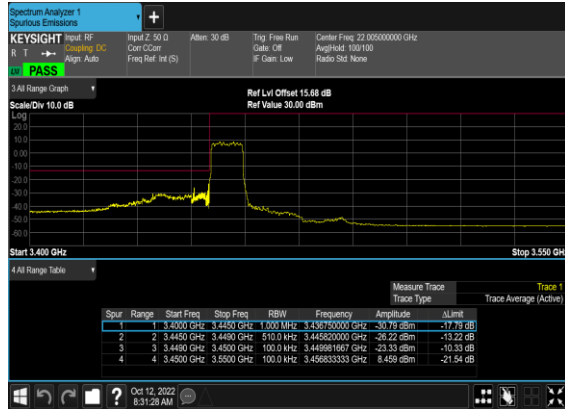 Spectrum Analyzer 1
Spurious Emissions
+
KEYSIGHT Input: RF Input Z: 50 Ω Atten: 30 dB Trig: Free Run Center Freq: 22.005000000 GHz
R T Coupling: DC Corr CCorr Gate: Off Avg|Hold: 100/100
Align: Auto Freq Ref: Int (S) IF Gain: Low Radio Std: None
PASS
3 All Range Graph
Ref Lvl Offset 15.68 dB
Scale/Div 10.0 dB Ref Value 30.00 dBm
Log
20.0
10.0
0.00
-10.0
-20.0
-30.0
-40.0
-50.0
-60.0
Start 3.400 GHz Stop 3.550 GHz
4 All Range Table
Measure Trace Trace 1
Trace Type Trace Average (Active)
Spur Range Start Freq Stop Freq RBW Frequency Amplitude ΔLimit
1 1 3.4000 GHz 3.4450 GHz 1.000 MHz 3.436750000 GHz -30.79 dBm -17.79 dB
2 2 3.4450 GHz 3.4490 GHz 510.0 kHz 3.445820000 GHz -26.22 dBm -13.22 dB
3 3 3.4490 GHz 3.4500 GHz 100.0 kHz 3.449981667 GHz -23.33 dBm -10.33 dB
4 4 3.4500 GHz 3.5500 GHz 100.0 kHz 3.456833333 GHz 8.459 dBm -21.54 dB
? Oct 12, 2022
8:31:28 AM